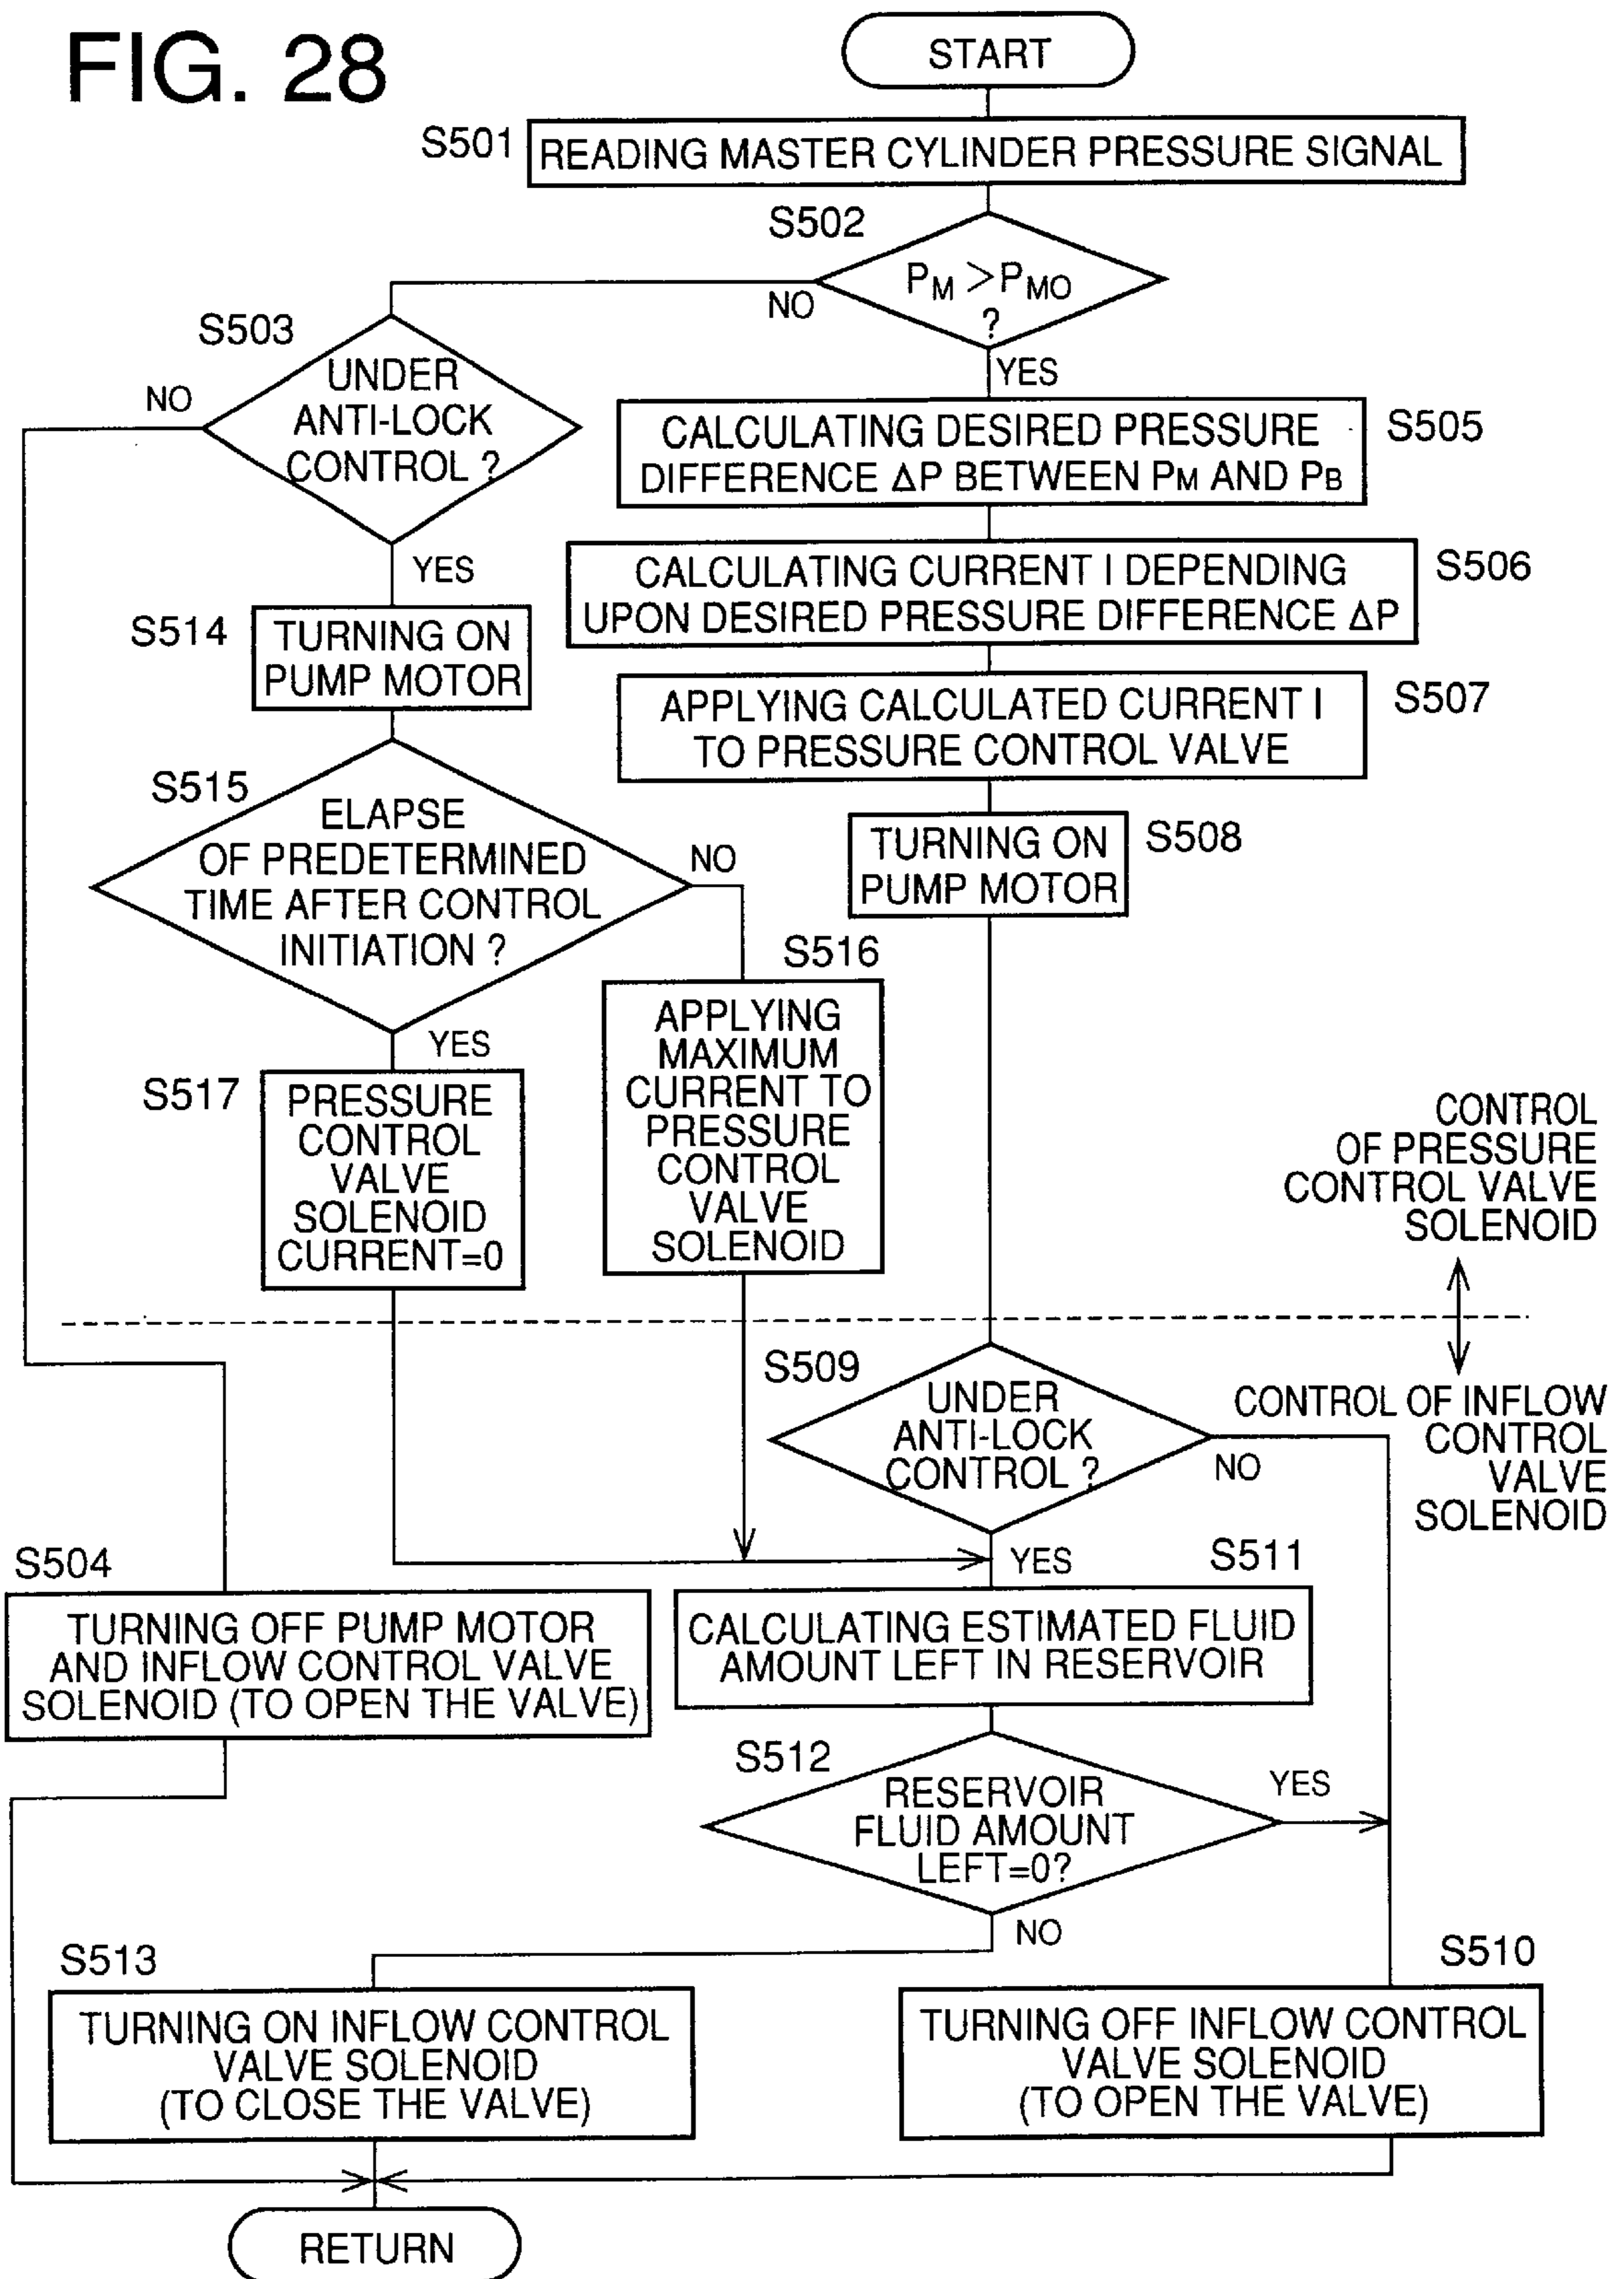 FIG. 28
START
S501
READING MASTER CYLINDER PRESSURE SIGNAL
S502
PM > PMO
?
NO
YES
S503
UNDER
ANTI-LOCK
CONTROL ?
NO
YES
S505
CALCULATING DESIRED PRESSURE
DIFFERENCE ΔP BETWEEN PM AND PB
S506
CALCULATING CURRENT I DEPENDING
UPON DESIRED PRESSURE DIFFERENCE ΔP
S514
TURNING ON
PUMP MOTOR
S507
APPLYING CALCULATED CURRENT I
TO PRESSURE CONTROL VALVE
S515
ELAPSE
OF PREDETERMINED
TIME AFTER CONTROL
INITIATION ?
NO
YES
S508
TURNING ON
PUMP MOTOR
S516
APPLYING
MAXIMUM
CURRENT TO
PRESSURE
CONTROL
VALVE
SOLENOID
S517
PRESSURE
CONTROL
VALVE
SOLENOID
CURRENT=0
CONTROL
OF PRESSURE
CONTROL VALVE
SOLENOID
S509
UNDER
ANTI-LOCK
CONTROL ?
NO
YES
CONTROL OF INFLOW
CONTROL
VALVE
SOLENOID
S504
TURNING OFF PUMP MOTOR
AND INFLOW CONTROL VALVE
SOLENOID (TO OPEN THE VALVE)
S511
CALCULATING ESTIMATED FLUID
AMOUNT LEFT IN RESERVOIR
S512
RESERVOIR
FLUID AMOUNT
LEFT=0?
YES
NO
S513
TURNING ON INFLOW CONTROL
VALVE SOLENOID
(TO CLOSE THE VALVE)
S510
TURNING OFF INFLOW CONTROL
VALVE SOLENOID
(TO OPEN THE VALVE)
RETURN